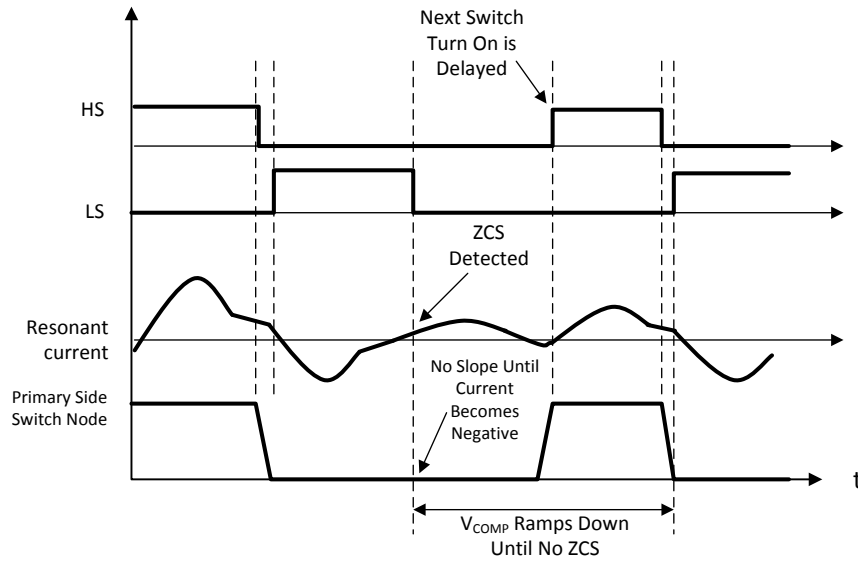 Next Switch
Turn On is
Delayed
HS
LS
ZCS
Detected
Resonant
current
No Slope Until
Current
Becomes
Negative
Primary Side
Switch Node
t
VCOMP Ramps Down
Until No ZCS